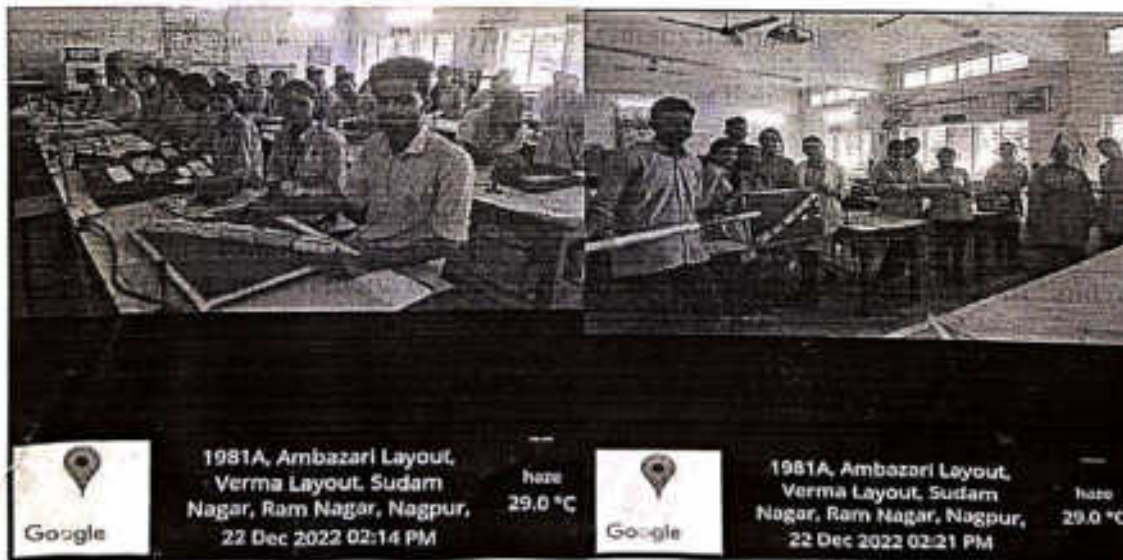 1981A, Ambazari Layout,
Verma Layout, Sudam
Nagar, Ram Nagar, Nagpur,
22 Dec 2022 02:14 PM
haze
29.0 °C
Google
1981A, Ambazari Layout,
Verma Layout, Sudam
Nagar, Ram Nagar, Nagpur,
22 Dec 2022 02:21 PM
haze
29.0 °C
Google